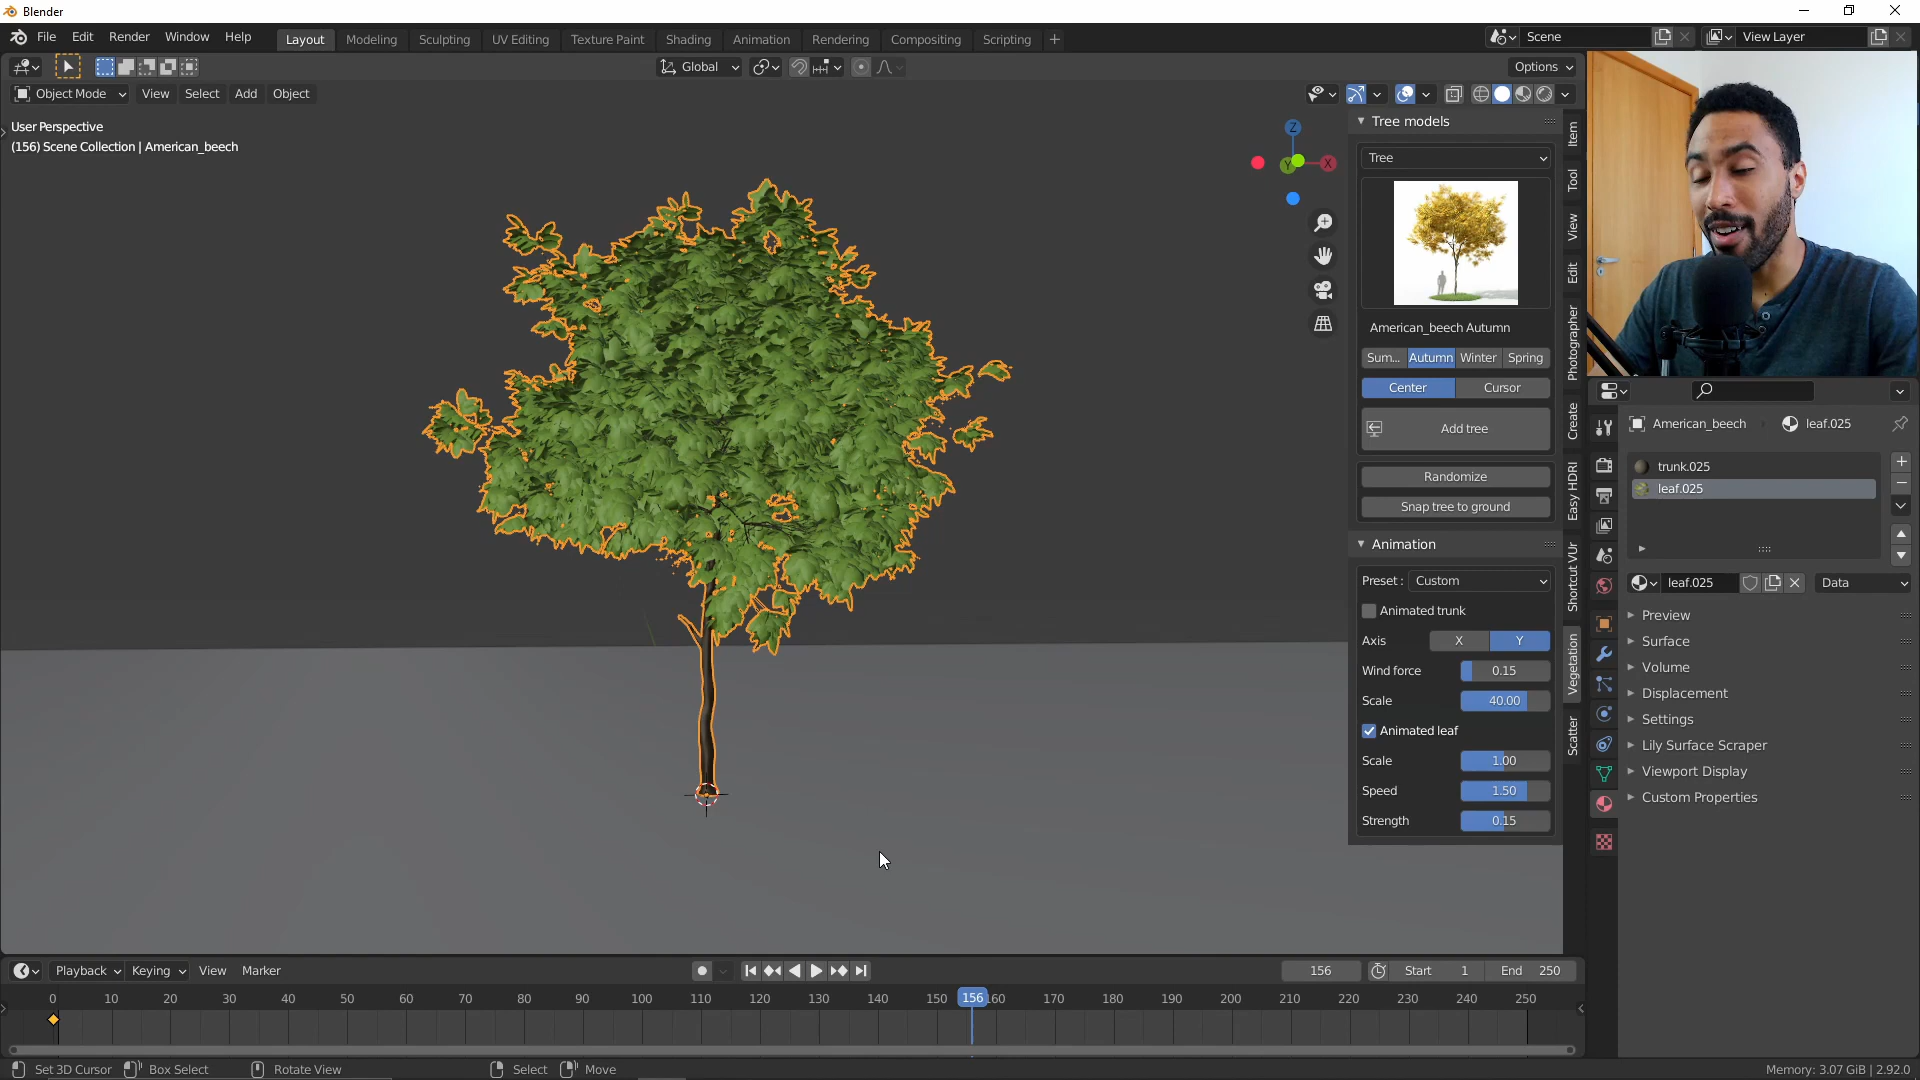 Blender
File Edit Render Window Help Layout Modeling Sculpting UV Editing Texture Paint Shading Animation Rendering Compositing Scripting + Scene View Layer
Global Options
Object Mode View Select Add Object
User Perspective
(156) Scene Collection | American_beech
Z
Y
X
Tree models
Tree
American_beech Autumn
Sum... Autumn Winter Spring
Center Cursor
Add tree
Randomize
Snap tree to ground
Animation
Preset : Custom
Animated trunk
Axis X Y
Wind force 0.15
Scale 40.00
Animated leaf
Scale 1.00
Speed 1.50
Strength 0.15
Item
Tool
View
Edit
Photographer
Create
Easy HDRI
Shortcut VUr
Vegetation
Scatter
American_beech leaf.025
trunk.025
leaf.025
leaf.025 Data
Preview
Surface
Volume
Displacement
Settings
Lily Surface Scraper
Viewport Display
Custom Properties
Playback Keying View Marker 156 Start 1 End 250
0 10 20 30 40 50 60 70 80 90 100 110 120 130 140 150 156 160 170 180 190 200 210 220 230 240 250
Set 3D Cursor Box Select Rotate View Select Move Memory: 3.07 GiB | 2.92.0